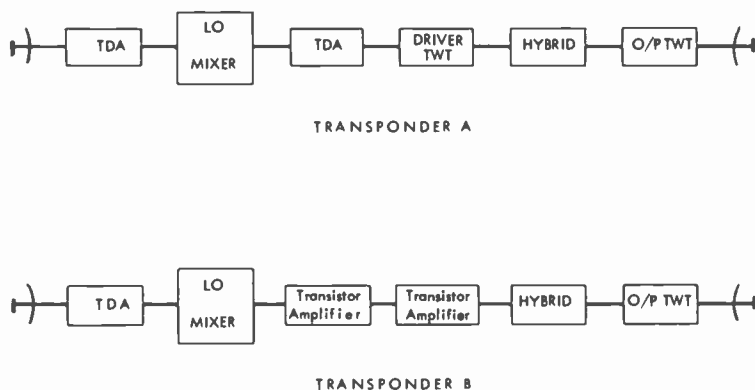 TDA
LO
MIXER
TDA
DRIVER
TWT
HYBRID
O/P TWT
TRANSPONDER A
TDA
LO
MIXER
Transistor
Amplifier
Transistor
Amplifier
HYBRID
O/P TWT
TRANSPONDER B